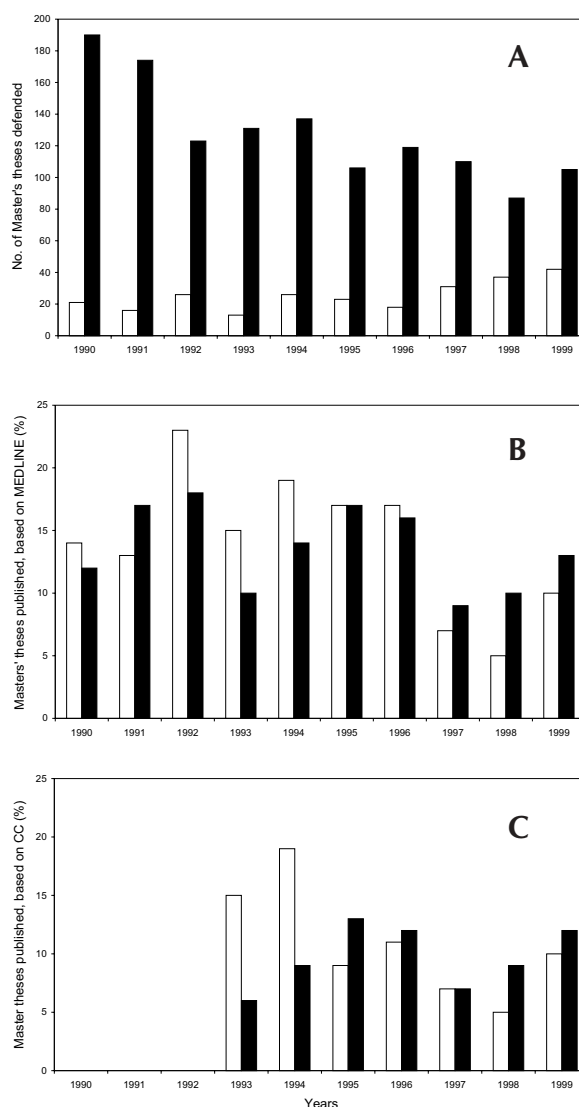 No. of Master's theses defended
200
180
160
140
120
100
80
60
40
20
0
A
1990 1991 1992 1993 1994 1995 1996 1997 1998 1999
Masters' theses published, based on MEDLINE (%)
25
20
15
10
5
0
B
1990 1991 1992 1993 1994 1995 1996 1997 1998 1999
Master theses published, based on CC (%)
25
20
15
10
5
0
C
1990 1991 1992 1993 1994 1995 1996 1997 1998 1999
Years